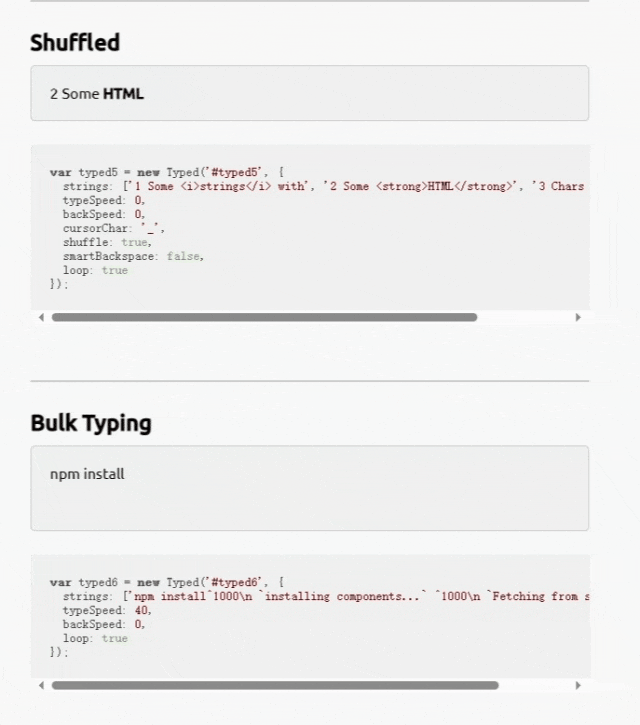 Shuffled
2 Some HTML
var typed5 = new Typed('#typed5', {
strings: ['1 Some <i>strings</i> with', '2 Some <strong>HTML</strong>', '3 Chars
typeSpeed: 0,
backSpeed: 0,
cursorChar: '_',
shuffle: true,
smartBackspace: false,
loop: true
});
Bulk Typing
npm install
var typed6 = new Typed('#typed6', {
strings: ['npm install^1000\n `installing components...` ^1000\n `Fetching from s
typeSpeed: 40,
backSpeed: 0,
loop: true
});